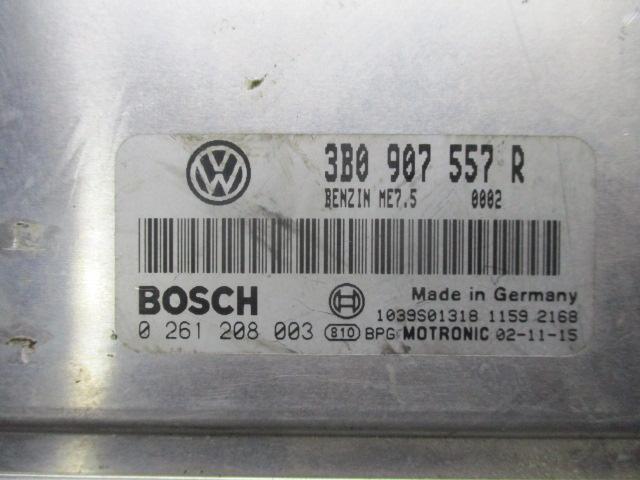 3B0 907 557 R
BENZIN ME7.5 0002
BOSCH
Made in Germany
1039S01318 1159 2168
0 261 208 003 810 BPG MOTRONIC 02-11-15